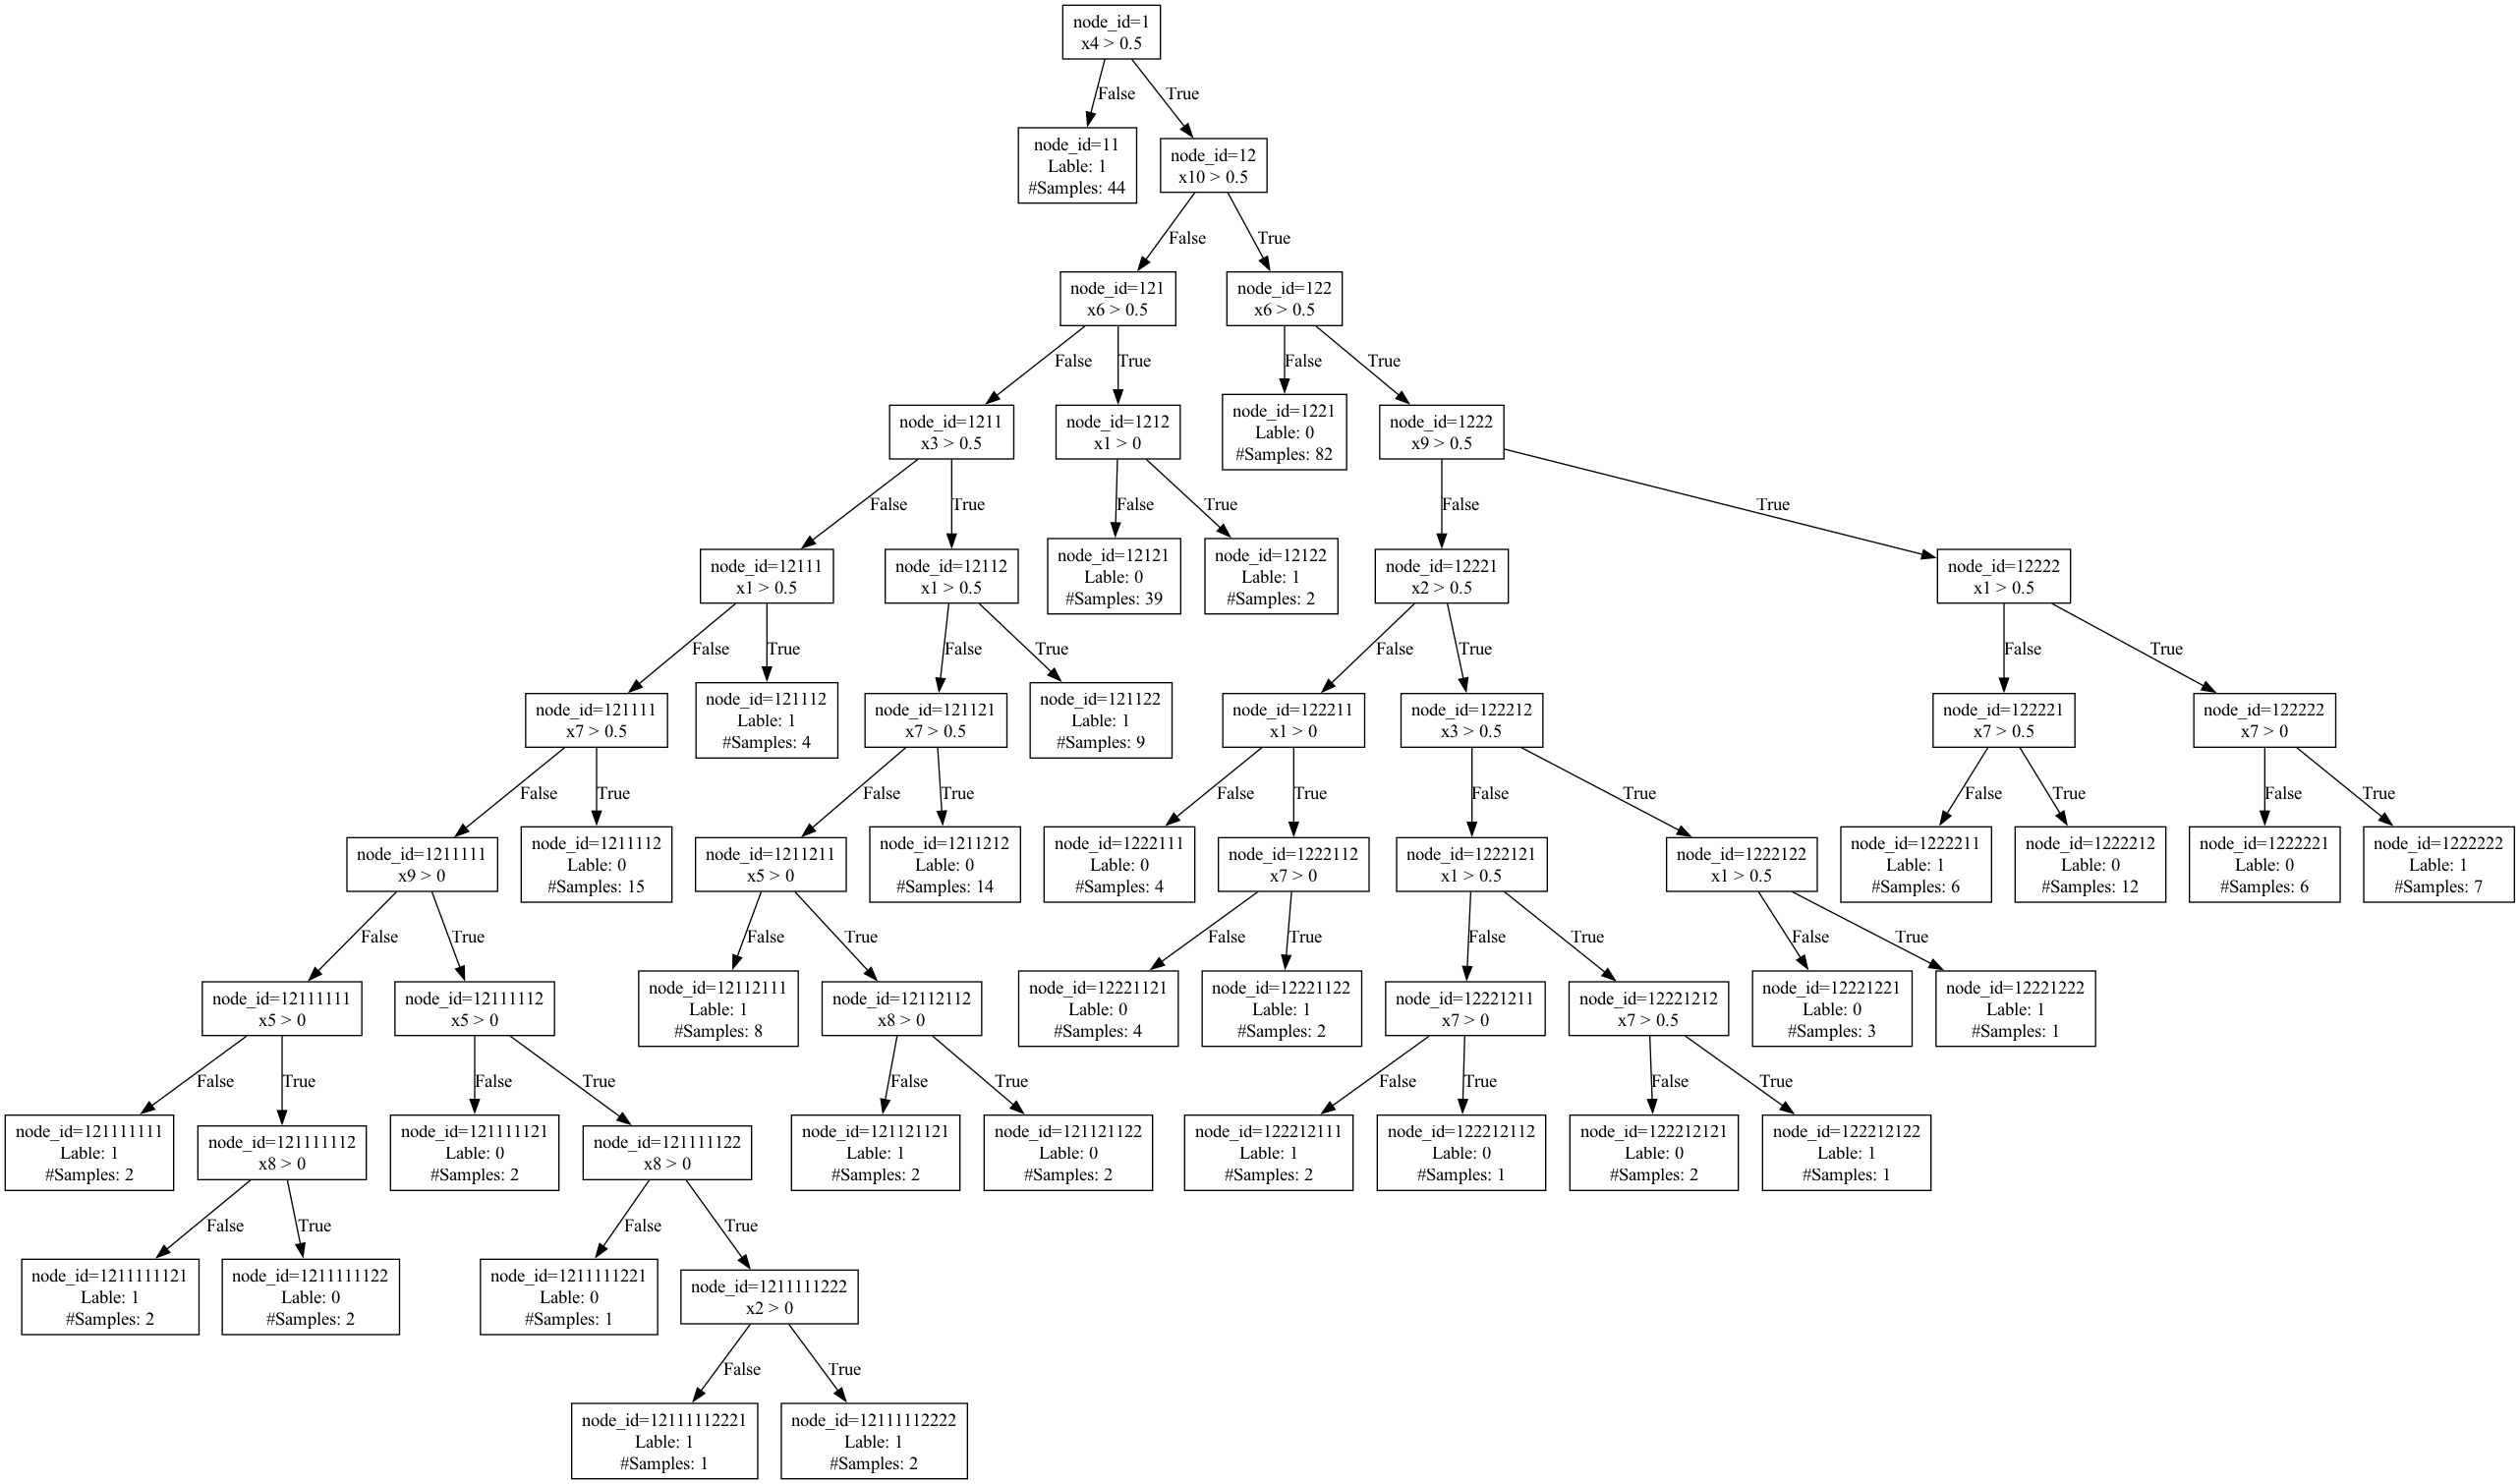 node_id=1
x4 > 0.5
False
True
node_id=11
Lable: 1
#Samples: 44
node_id=12
x10 > 0.5
False
True
node_id=121
x6 > 0.5
node_id=122
x6 > 0.5
False
True
False
True
node_id=1211
x3 > 0.5
node_id=1212
x1 > 0
node_id=1221
Lable: 0
#Samples: 82
node_id=1222
x9 > 0.5
False
True
False
True
False
True
node_id=12111
x1 > 0.5
node_id=12112
x1 > 0.5
node_id=12121
Lable: 0
#Samples: 39
node_id=12122
Lable: 1
#Samples: 2
node_id=12221
x2 > 0.5
node_id=12222
x1 > 0.5
False
True
False
True
False
True
False
True
node_id=121111
x7 > 0.5
node_id=121112
Lable: 1
#Samples: 4
node_id=121121
x7 > 0.5
node_id=121122
Lable: 1
#Samples: 9
node_id=122211
x1 > 0
node_id=122212
x3 > 0.5
node_id=122221
x7 > 0.5
node_id=122222
x7 > 0
False
True
False
True
False
True
False
True
False
True
False
True
node_id=1211111
x9 > 0
node_id=1211112
Lable: 0
#Samples: 15
node_id=1211211
x5 > 0
node_id=1211212
Lable: 0
#Samples: 14
node_id=1222111
Lable: 0
#Samples: 4
node_id=1222112
x7 > 0
node_id=1222121
x1 > 0.5
node_id=1222122
x1 > 0.5
node_id=1222211
Lable: 1
#Samples: 6
node_id=1222212
Lable: 0
#Samples: 12
node_id=1222221
Lable: 0
#Samples: 6
node_id=1222222
Lable: 1
#Samples: 7
False
True
False
True
False
True
False
True
False
True
node_id=12111111
x5 > 0
node_id=12111112
x5 > 0
node_id=12112111
Lable: 1
#Samples: 8
node_id=12112112
x8 > 0
node_id=12221121
Lable: 0
#Samples: 4
node_id=12221122
Lable: 1
#Samples: 2
node_id=12221211
x7 > 0
node_id=12221212
x7 > 0.5
node_id=12221221
Lable: 0
#Samples: 3
node_id=12221222
Lable: 1
#Samples: 1
False
True
False
True
False
True
False
True
False
True
node_id=121111111
Lable: 1
#Samples: 2
node_id=121111112
x8 > 0
node_id=121111121
Lable: 0
#Samples: 2
node_id=121111122
x8 > 0
node_id=121121121
Lable: 1
#Samples: 2
node_id=121121122
Lable: 0
#Samples: 2
node_id=122212111
Lable: 1
#Samples: 2
node_id=122212112
Lable: 0
#Samples: 1
node_id=122212121
Lable: 0
#Samples: 2
node_id=122212122
Lable: 1
#Samples: 1
False
True
False
True
node_id=1211111121
Lable: 1
#Samples: 2
node_id=1211111122
Lable: 0
#Samples: 2
node_id=1211111221
Lable: 0
#Samples: 1
node_id=1211111222
x2 > 0
False
True
node_id=12111112221
Lable: 1
#Samples: 1
node_id=12111112222
Lable: 1
#Samples: 2